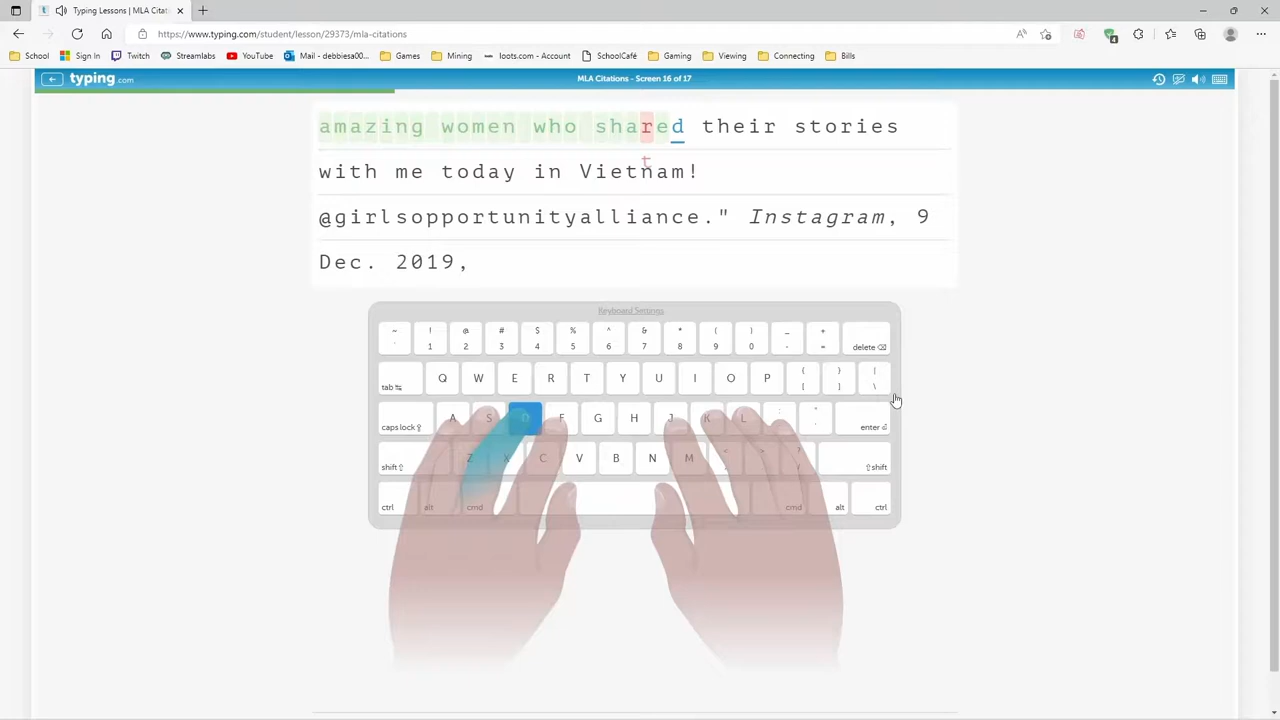 Typing Lessons | MLA Citati
https://www.typing.com/student/lesson/29373/mla-citations
School Sign In Twitch Streamlabs YouTube Mail - debbiesa00... Games Mining loots.com - Account SchoolCafé Gaming Viewing Connecting Bills
typing.com MLA Citations - Screen 16 of 17
amazing women who shared their stories
t
with me today in Vietnam!
@girlsopportunityalliance." Instagram, 9
Dec. 2019,
Keyboard Settings
~ ! @ # $ % ^ & * ( ) _ +
` 1 2 3 4 5 6 7 8 9 0 - = delete
tab Q W E R T Y U I O P { [ } ] | \
caps lock A S D F G H J K L : " enter
shift Z X C V B N M < > ? / shift
ctrl alt cmd cmd alt ctrl